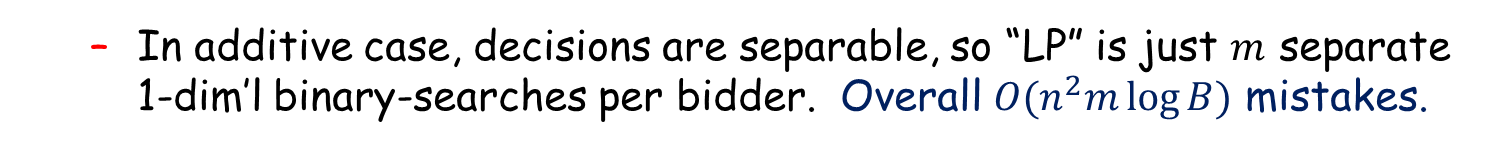 – In additive case, decisions are separable, so “LP” is just m separate
1-dim’l binary-searches per bidder. Overall O(n²m log B) mistakes.